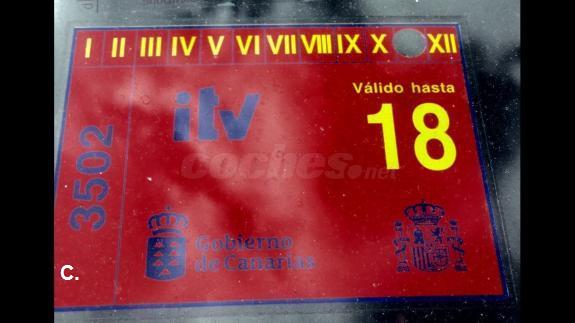 I II III IV V VI VII VIII IX X XII
itv
Válido hasta
18
3502
coches.net
Gobierno
de Canarias
C.